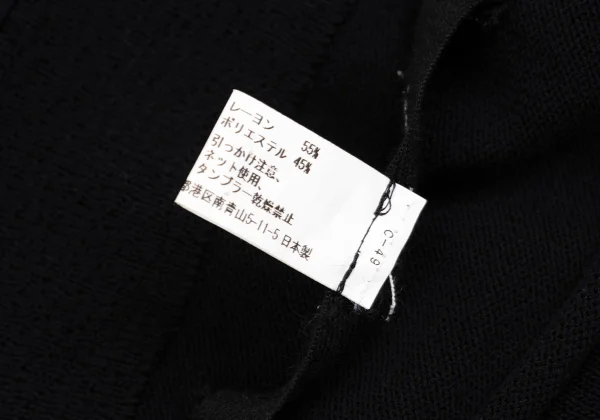 レーヨン 55%
ポリエステル 45%
引っかけ注意、
ネット使用、
タンブラー乾燥禁止
港区南青山5-11-5 日本製
C-49